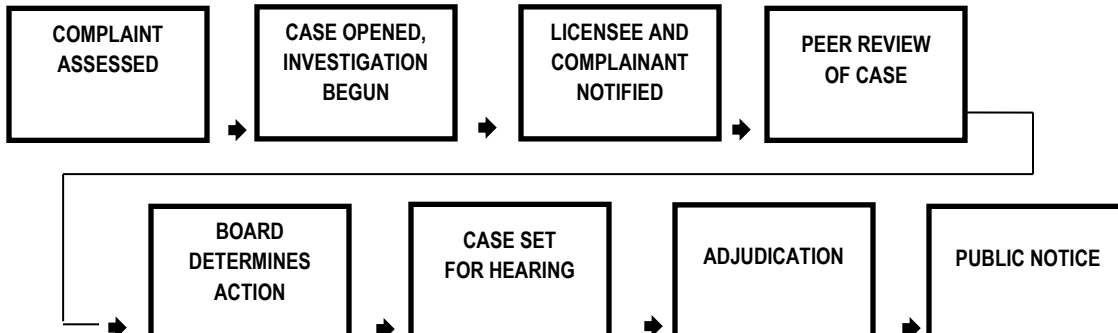 COMPLAINT
ASSESSED
CASE OPENED,
INVESTIGATION
BEGUN
LICENSEE AND
COMPLAINANT
NOTIFIED
PEER REVIEW
OF CASE
BOARD
DETERMINES
ACTION
CASE SET
FOR HEARING
ADJUDICATION
PUBLIC NOTICE